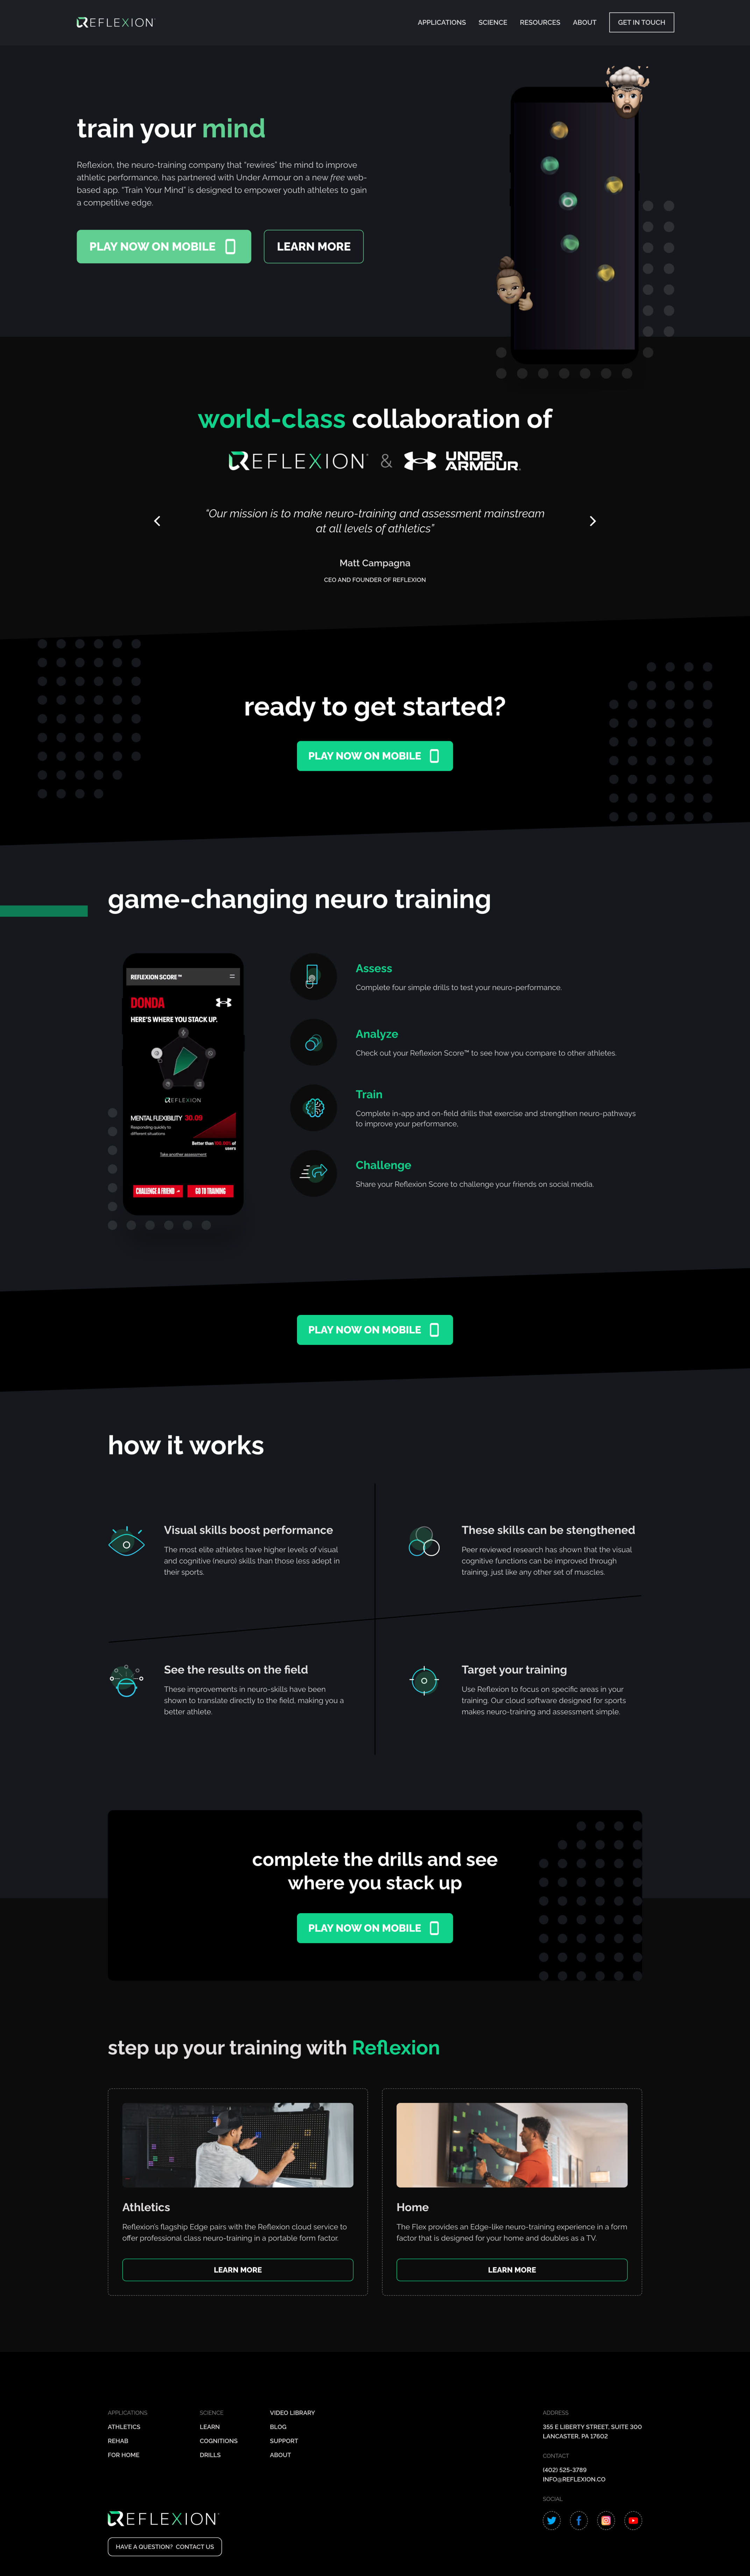 REFLEXION
APPLICATIONS
SCIENCE
RESOURCES
ABOUT
GET IN TOUCH
train your mind
Reflexion, the neuro-training company that "rewires" the mind to improve
athletic performance, has partnered with Under Armour on a new free web-
based app. "Train Your Mind" is designed to empower youth athletes to gain
a competitive edge.
PLAY NOW ON MOBILE
LEARN MORE
world-class collaboration of
REFLEXION & UNDER ARMOUR.
"Our mission is to make neuro-training and assessment mainstream
at all levels of athletics"
Matt Campagna
CEO AND FOUNDER OF REFLEXION
ready to get started?
PLAY NOW ON MOBILE
game-changing neuro training
REFLEXION SCORE™
DONDA
HERE'S WHERE YOU STACK UP.
REFLEXION
MENTAL FLEXIBILITY 30.09
Responding quickly to
different situations
Better than of
users
Take another assessment
CHALLENGE A FRIEND
GO TO TRAINING
Assess
Complete four simple drills to test your neuro-performance.
Analyze
Check out your Reflexion Score™ to see how you compare to other athletes.
Train
Complete in-app and on-field drills that exercise and strengthen neuro-pathways
to improve your performance,
Challenge
Share your Reflexion Score to challenge your friends on social media.
PLAY NOW ON MOBILE
how it works
Visual skills boost performance
The most elite athletes have higher levels of visual
and cognitive (neuro) skills than those less adept in
their sports.
These skills can be stengthened
Peer reviewed research has shown that the visual
cognitive functions can be improved through
training, just like any other set of muscles.
See the results on the field
These improvements in neuro-skills have been
shown to translate directly to the field, making you a
better athlete.
Target your training
Use Reflexion to focus on specific areas in your
training. Our cloud software designed for sports
makes neuro-training and assessment simple.
complete the drills and see
where you stack up
PLAY NOW ON MOBILE
step up your training with Reflexion
Athletics
Reflexion's flagship Edge pairs with the Reflexion cloud service to
offer professional class neuro-training in a portable form factor.
LEARN MORE
Home
The Flex provides an Edge-like neuro-training experience in a form
factor that is designed for your home and doubles as a TV.
LEARN MORE
APPLICATIONS
ATHLETICS
REHAB
FOR HOME
SCIENCE
LEARN
COGNITIONS
DRILLS
VIDEO LIBRARY
BLOG
SUPPORT
ABOUT
ADDRESS
355 E LIBERTY STREET, SUITE 300
LANCASTER, PA 17602
CONTACT
(402) 525-3789
INFO@REFLEXION.CO
SOCIAL
REFLEXION
HAVE A QUESTION? CONTACT US